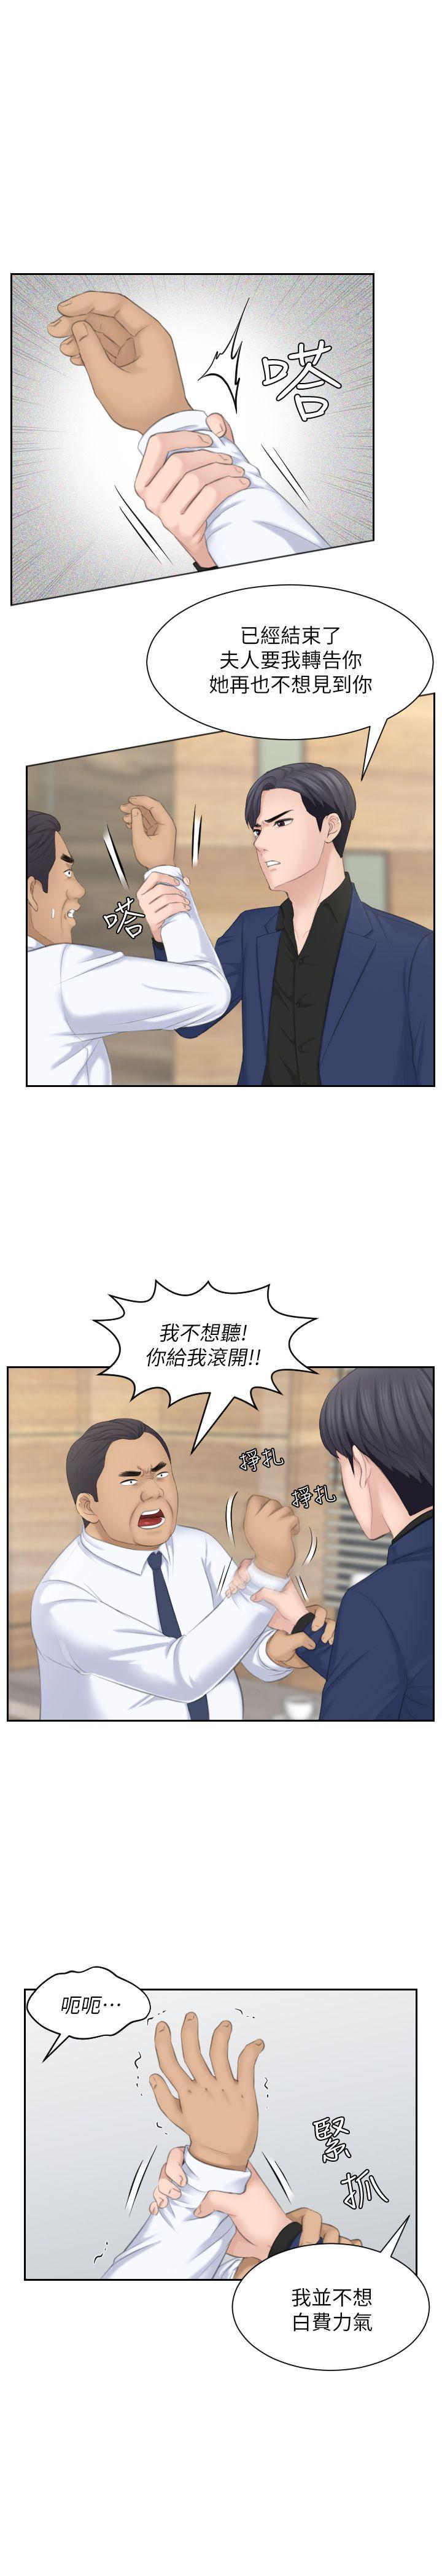 嗒
已經結束了
夫人要我轉告你
她再也不想見到你
嗒
我不想聽!
你給我滾開!!
掙扎
掙扎
呃呃…
緊
抓
我並不想
白費力氣